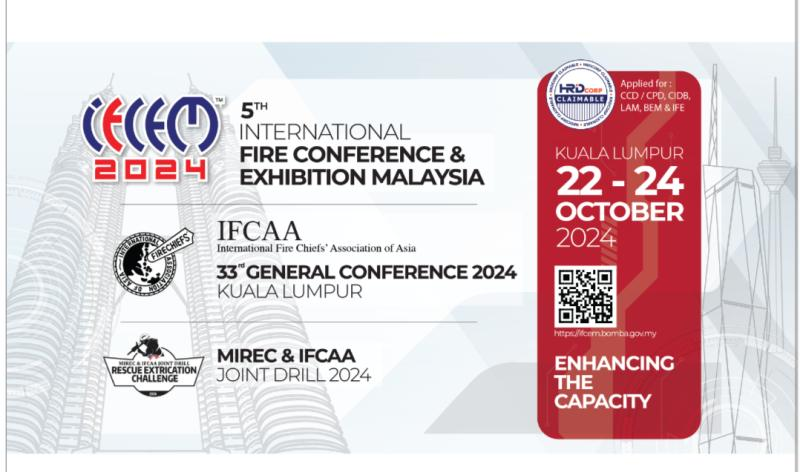 IFCEM™
2024
5TH
INTERNATIONAL
FIRE CONFERENCE &
EXHIBITION MALAYSIA
INTERNATIONAL
FIRECHIEFS'
ASSOCIATION OF ASIA
IFCAA
International Fire Chiefs' Association of Asia
33rd GENERAL CONFERENCE 2024
KUALA LUMPUR
MIREC & IFCAA JOINT DRILL
RESCUE EXTRICATION
CHALLENGE
MIREC & IFCAA
JOINT DRILL 2024
HRD CORP
CLAIMABLE
Applied for :
CCD / CPD, CIDB,
LAM, BEM & IFE
KUALA LUMPUR
22 - 24
OCTOBER
2024
https://ifcem.bomba.gov.my
ENHANCING
THE
CAPACITY